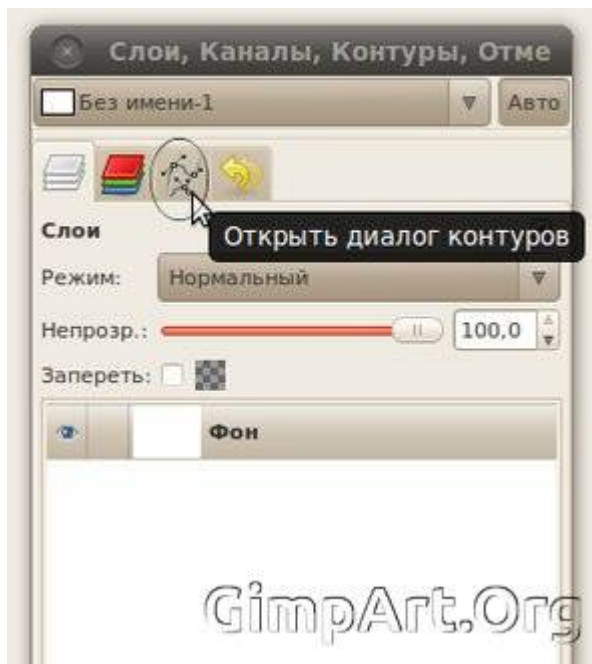 Слои, Каналы, Контуры, Отме
Без имени-1 Авто
Слои
Открыть диалог контуров
Режим: Нормальный
Непрозр.: 100,0
Запереть:
Фон
GimpArt.Org